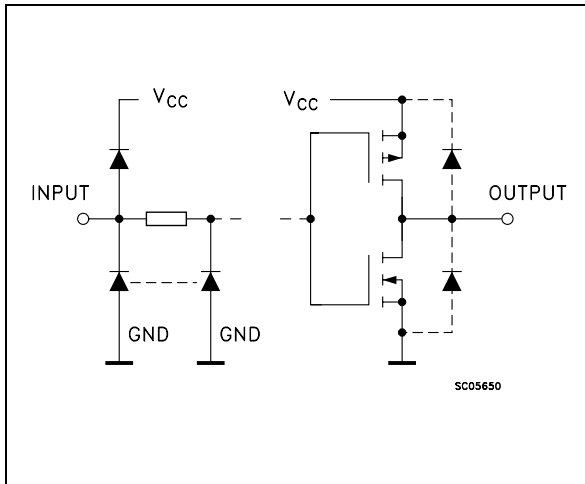 VCC
VCC
INPUT
OUTPUT
GND
GND
SC05650